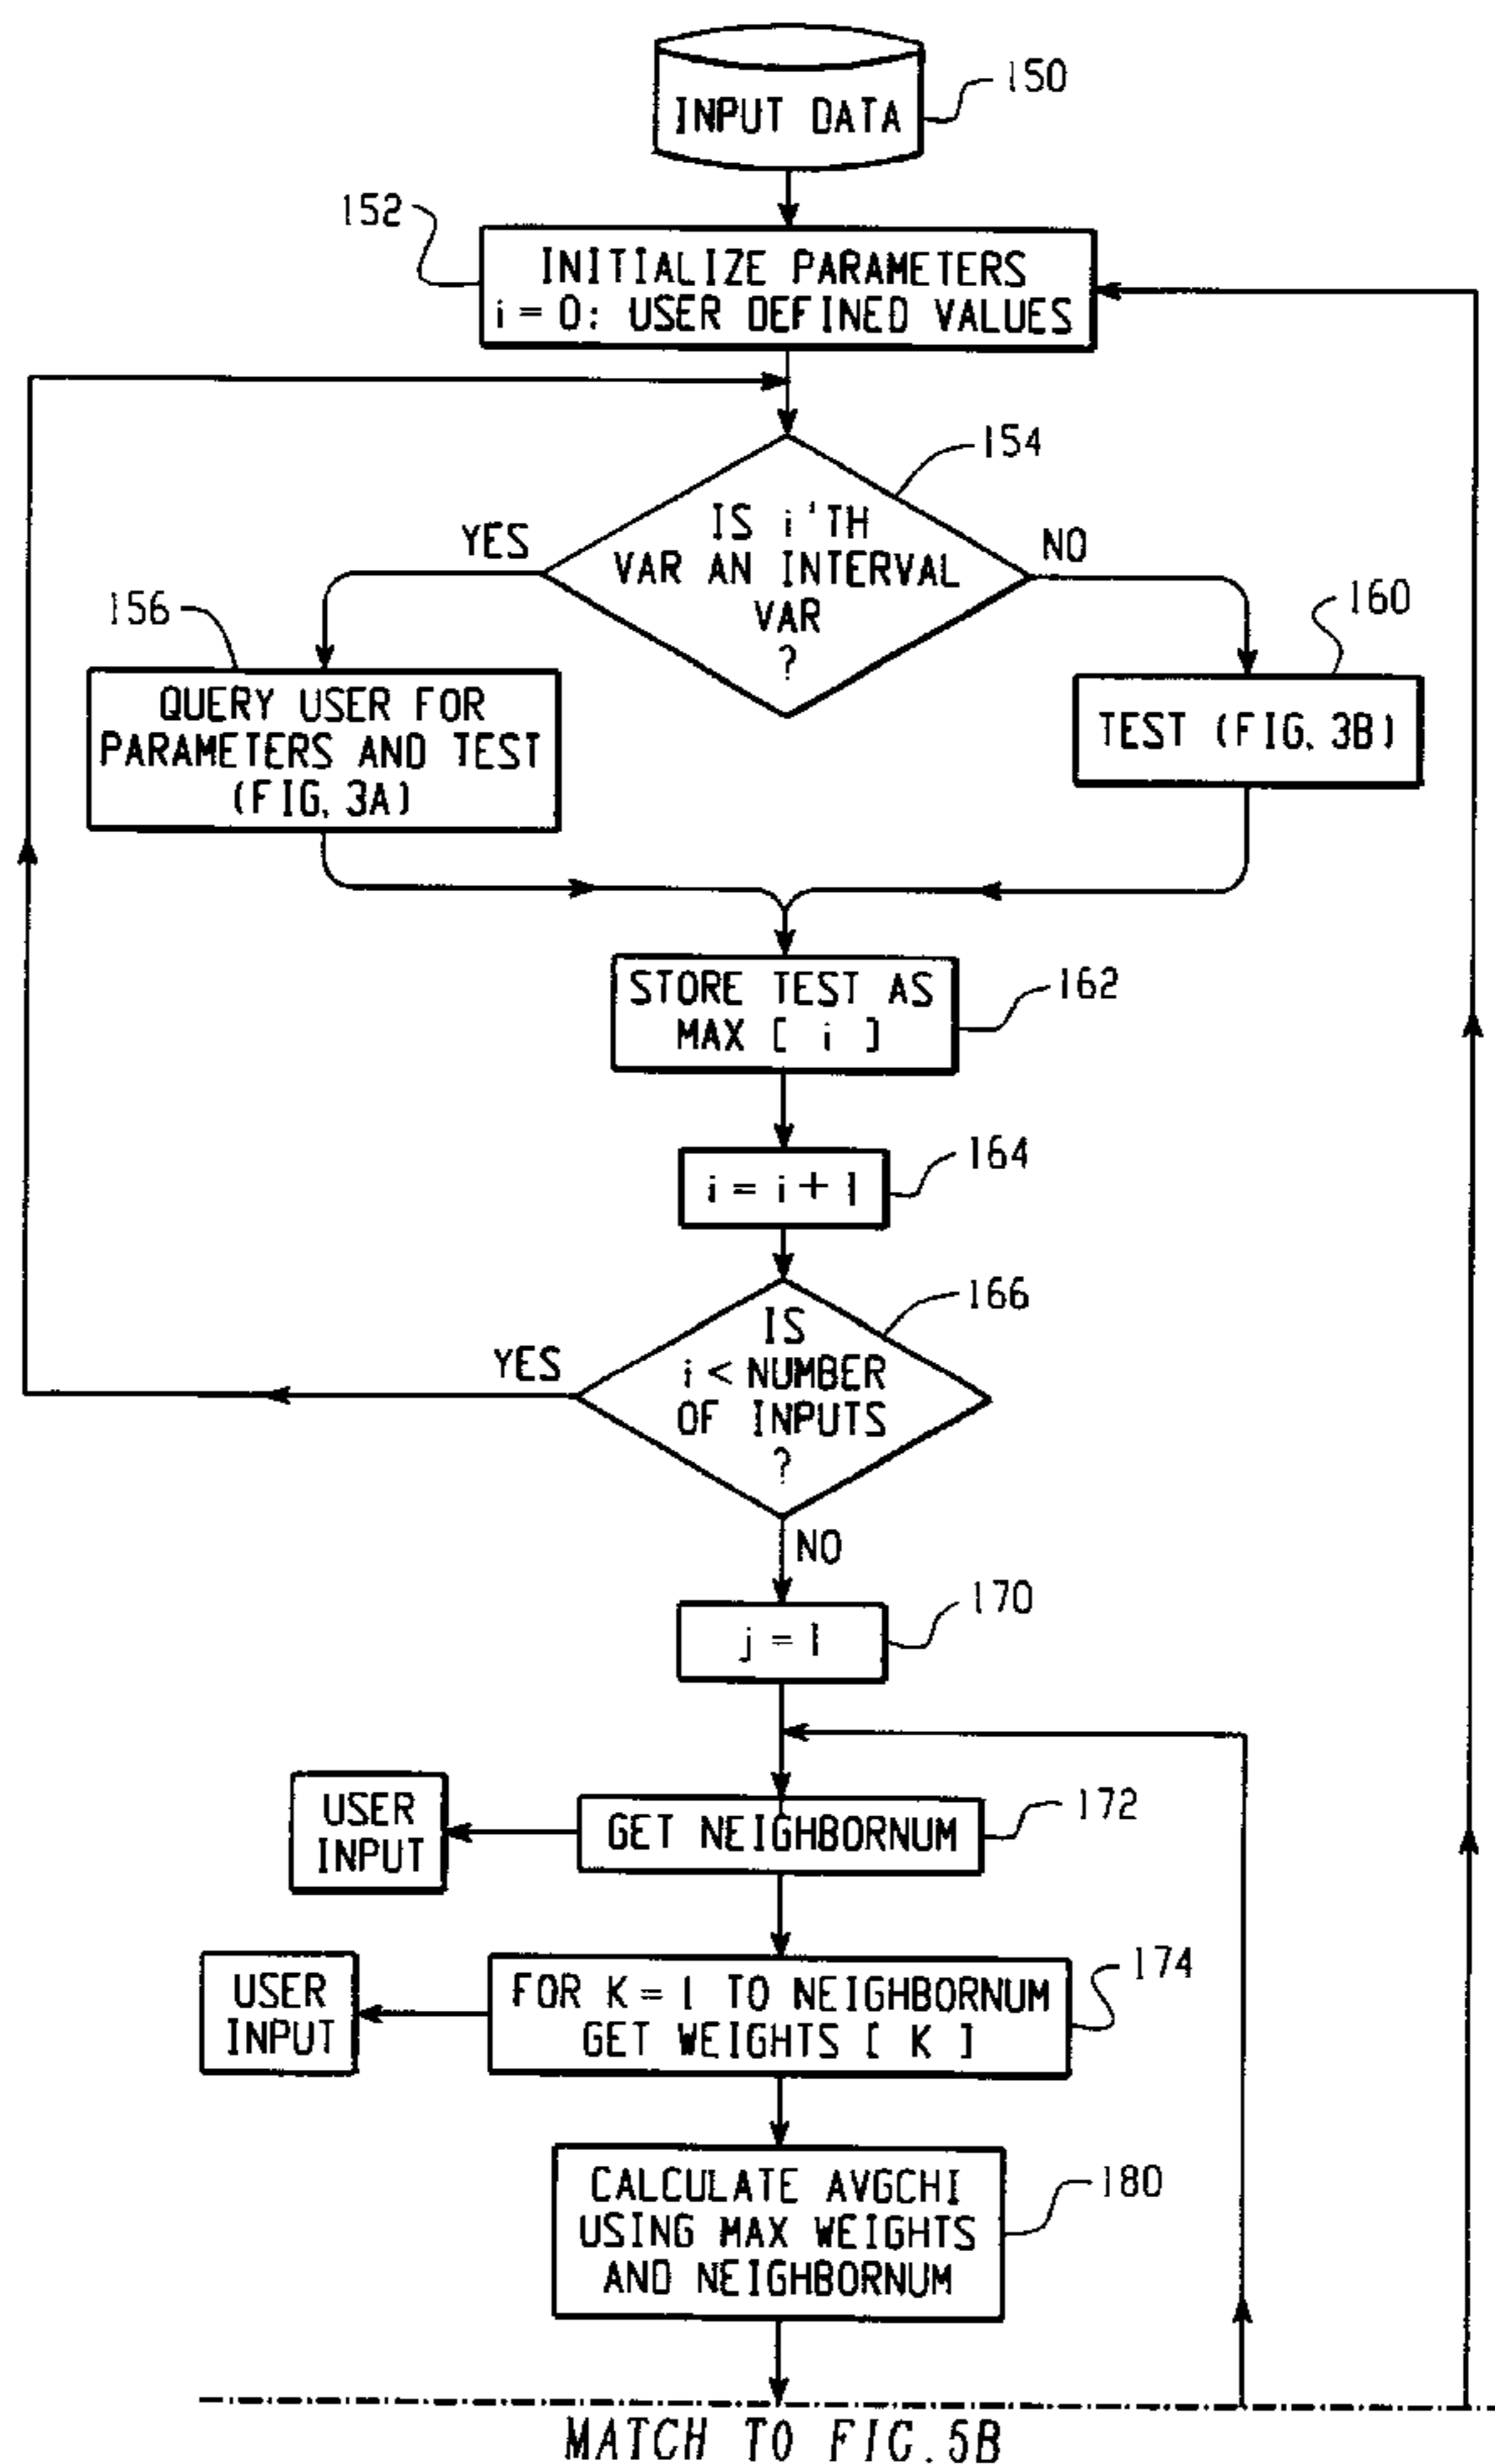 INPUT DATA
150
152
INITIALIZE PARAMETERS
i = 0: USER DEFINED VALUES
154
IS i'TH
VAR AN INTERVAL
VAR
?
YES
NO
156
QUERY USER FOR
PARAMETERS AND TEST
(FIG. 3A)
160
TEST (FIG. 3B)
STORE TEST AS
MAX [ i ]
162
i = i + 1
164
IS
i < NUMBER
OF INPUTS
?
166
YES
NO
j = 1
170
USER
INPUT
GET NEIGHBORNUM
172
USER
INPUT
FOR K = 1 TO NEIGHBORNUM
GET WEIGHTS [ K ]
174
CALCULATE AVGCHI
USING MAX WEIGHTS
AND NEIGHBORNUM
180
MATCH TO FIG. 5B